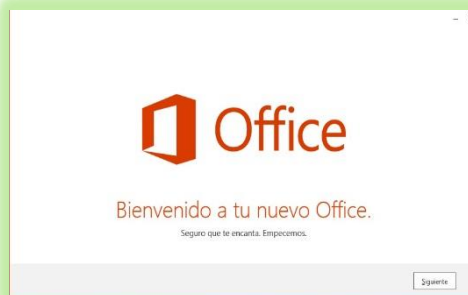 Office
Bienvenido a tu nuevo Office.
Seguro que te encanta. Empecemos.
Siguiente